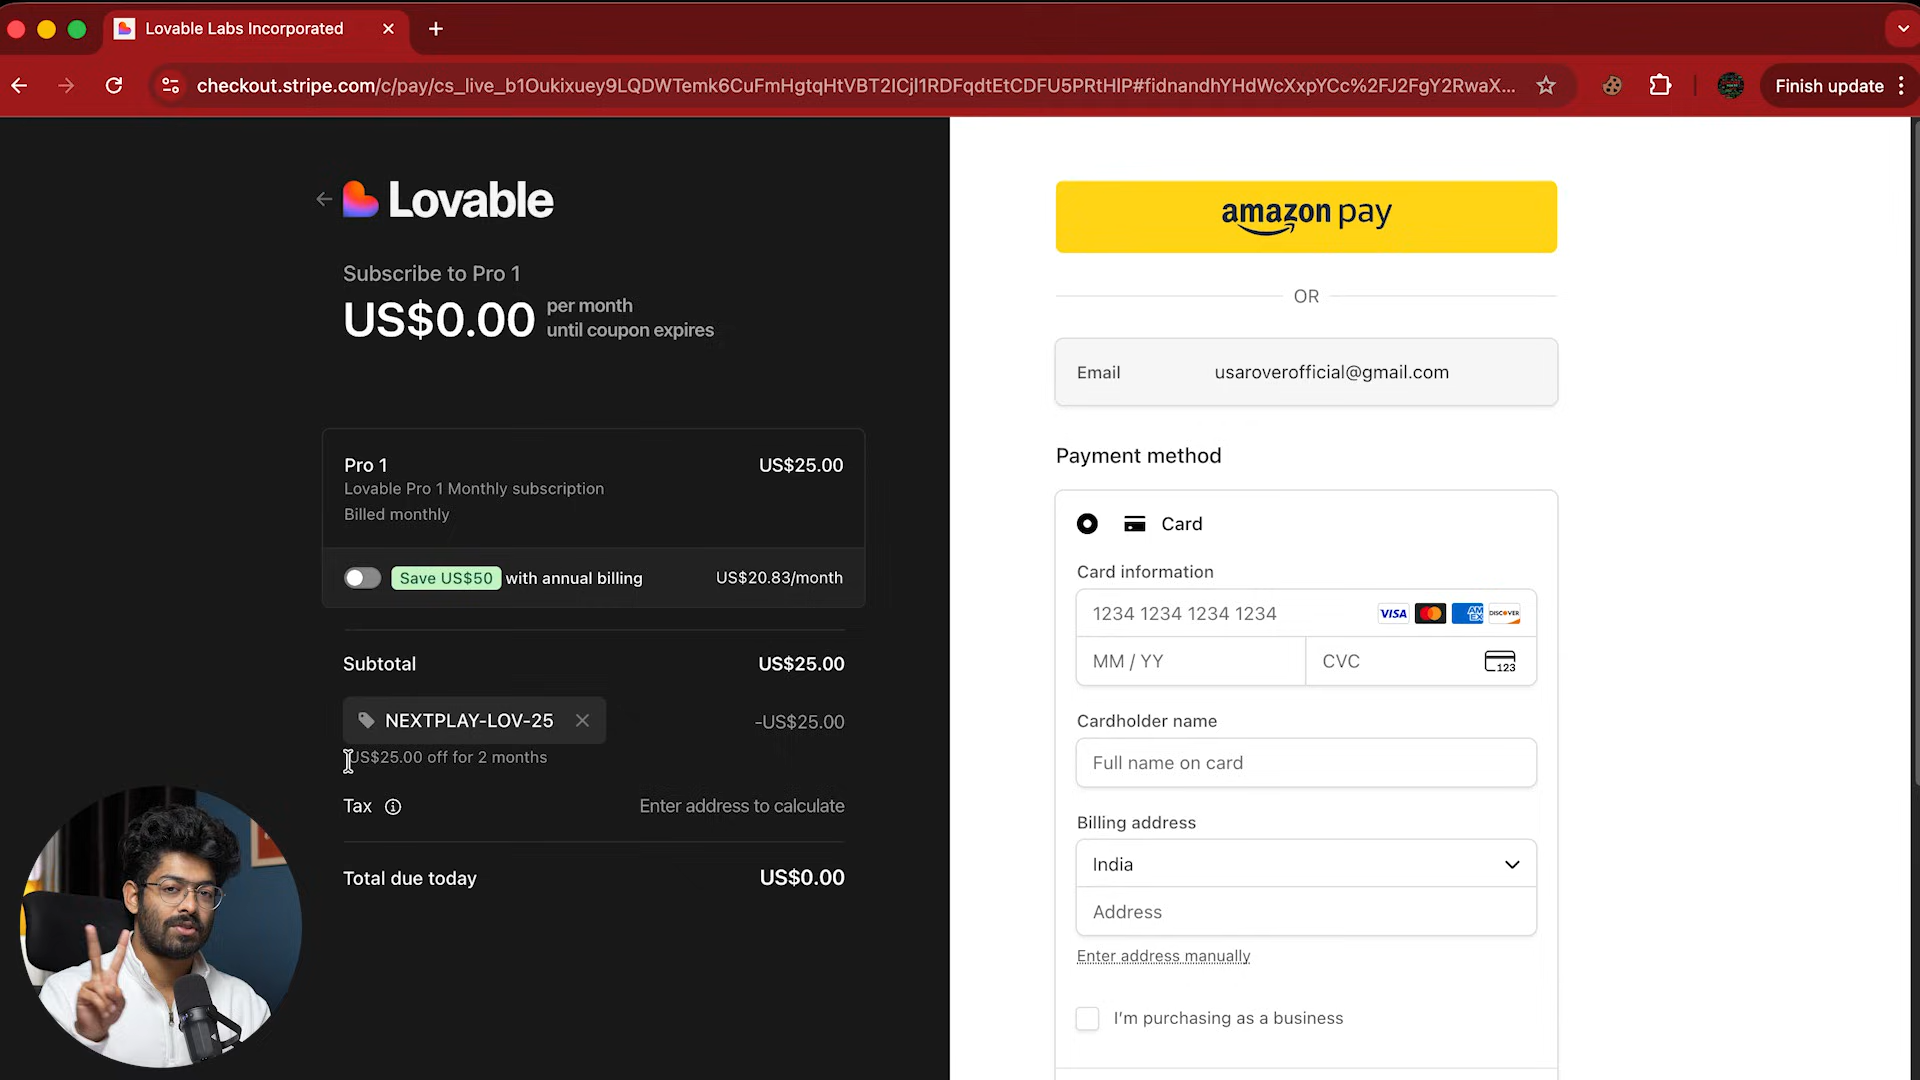 Lovable Labs Incorporated
checkout.stripe.com/c/pay/cs_live_b1Oukixuey9LQDWTemk6CuFmHgtqHtVBT2ICjl1RDFqdtEtCDFU5PRtHlP#fidnandhYHdWcXxpYCc%2FJ2FgY2RwaX...
Finish update
Lovable
Subscribe to Pro 1
US$0.00 per month
until coupon expires
Pro 1 US$25.00
Lovable Pro 1 Monthly subscription
Billed monthly
Save US$50 with annual billing US$20.83/month
Subtotal US$25.00
NEXTPLAY-LOV-25 -US$25.00
US$25.00 off for 2 months
Tax Enter address to calculate
Total due today US$0.00
amazon pay
OR
Email usaroverofficial@gmail.com
Payment method
Card
Card information
1234 1234 1234 1234 VISA AM EX DISCOVER
MM / YY CVC 123
Cardholder name
Full name on card
Billing address
India
Address
Enter address manually
I'm purchasing as a business